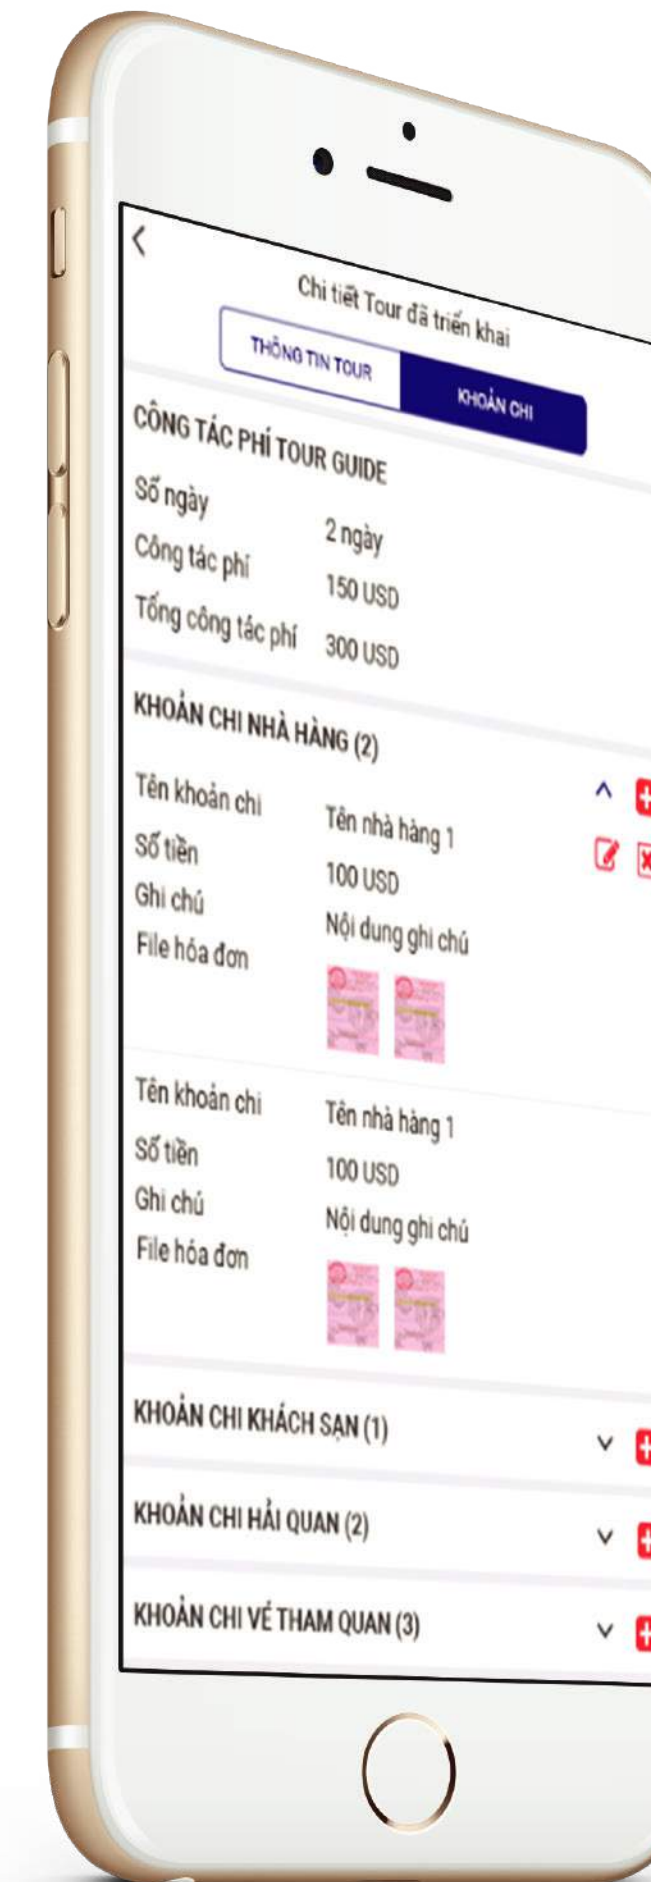 Chi tiết Tour đã triển khai
THÔNG TIN TOUR KHOẢN CHI
CÔNG TÁC PHÍ TOUR GUIDE
Số ngày 2 ngày
Công tác phí 150 USD
Tổng công tác phí 300 USD
KHOẢN CHI NHÀ HÀNG (2)
Tên khoản chi Tên nhà hàng 1
Số tiền 100 USD
Ghi chú Nội dung ghi chú
File hóa đơn
Tên khoản chi Tên nhà hàng 1
Số tiền 100 USD
Ghi chú Nội dung ghi chú
File hóa đơn
KHOẢN CHI KHÁCH SẠN (1)
KHOẢN CHI HẢI QUAN (2)
KHOẢN CHI VÉ THAM QUAN (3)